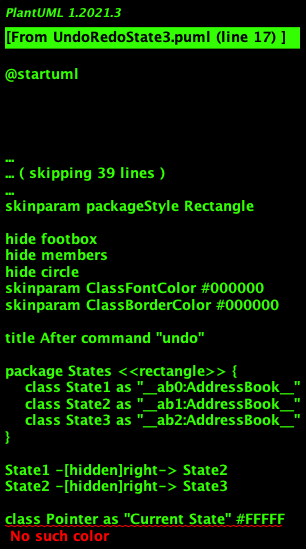 PlantUML 1.2021.3
[From UndoRedoState3.puml (line 17) ]
@startuml
...
... ( skipping 39 lines )
...
skinparam packageStyle Rectangle
hide footbox
hide members
hide circle
skinparam ClassFontColor #000000
skinparam ClassBorderColor #000000
title After command "undo"
package States <<rectangle>> {
class State1 as "__ab0:AddressBook__"
class State2 as "__ab1:AddressBook__"
class State3 as "__ab2:AddressBook__"
}
State1 -[hidden]right-> State2
State2 -[hidden]right-> State3
class Pointer as "Current State" #FFFFF
No such color